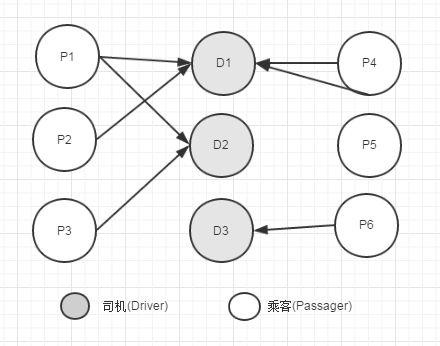 P1
D1
P4
P2
D2
P5
P3
D3
P6
司机(Driver)
乘客(Passager)